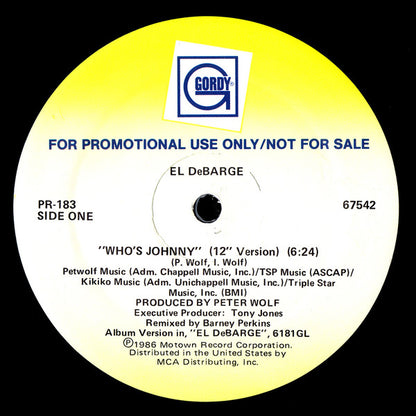 GORDY®
G
FOR PROMOTIONAL USE ONLY/NOT FOR SALE
EL DeBARGE
PR-183
67542
SIDE ONE
"WHO'S JOHNNY" (12" Version) (6:24)
(P. Wolf, I. Wolf)
Petwolf Music (Adm. Chappell Music, Inc.)/TSP Music (ASCAP)/
Kikiko Music (Adm. Unichappell Music, Inc.)/Triple Star
Music, Inc. (BMI)
PRODUCED BY PETER WOLF
Executive Producer: Tony Jones
Remixed by Barney Perkins
Album Version in, "EL DeBARGE", 6181GL
℗1986 Motown Record Corporation.
Distributed in the United States by
MCA Distributing, Inc.